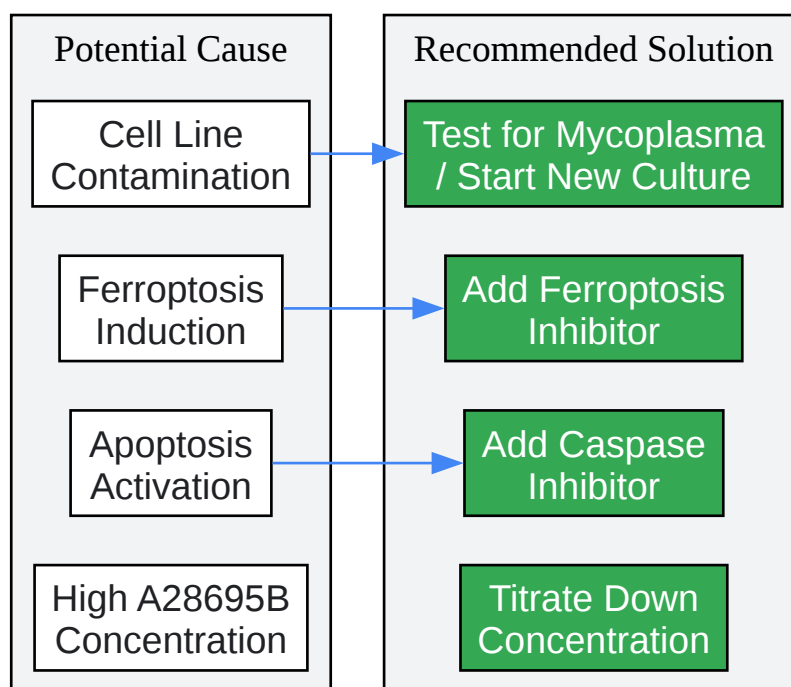 Potential Cause
Recommended Solution
Cell Line
Contamination
Test for Mycoplasma
/ Start New Culture
Ferroptosis
Induction
Add Ferroptosis
Inhibitor
Apoptosis
Activation
Add Caspase
Inhibitor
High A28695B
Concentration
Titrate Down
Concentration